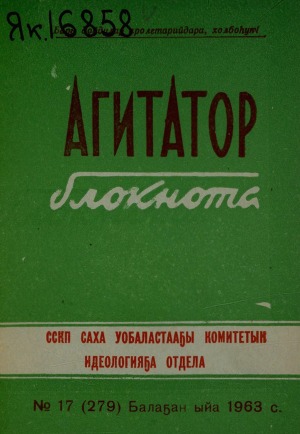 Як.16858
пролетарийдара, холбоһуҥ!
АГИТАТОР
блокнота
ССКП САХА УОБАЛАСТААҔЫ КОМИТЕТЫН
ИДЕОЛОГИЯҔА ОТДЕЛА
№ 17 (279) Балаҕан ыйа 1963 с.